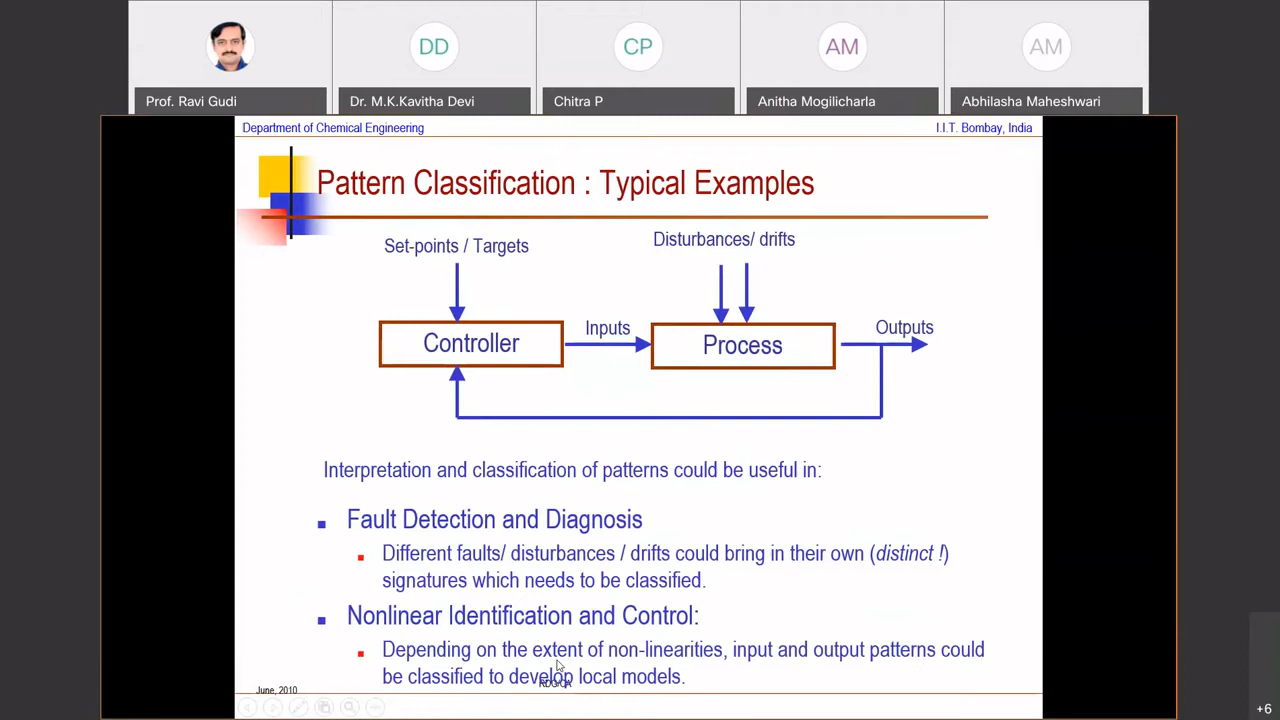 DD
CP
AM
AM
Prof. Ravi Gudi
Dr. M.K.Kavitha Devi
Chitra P
Anitha Mogilicharla
Abhilasha Maheshwari
Department of Chemical Engineering
I.I.T. Bombay, India
Pattern Classification : Typical Examples
Set-points / Targets
Disturbances/ drifts
Controller
Inputs
Process
Outputs
Interpretation and classification of patterns could be useful in:
Fault Detection and Diagnosis
Different faults/ disturbances / drifts could bring in their own (distinct !)
signatures which needs to be classified.
Nonlinear Identification and Control:
Depending on the extent of non-linearities, input and output patterns could
be classified to develop local models.
June, 2010
+6